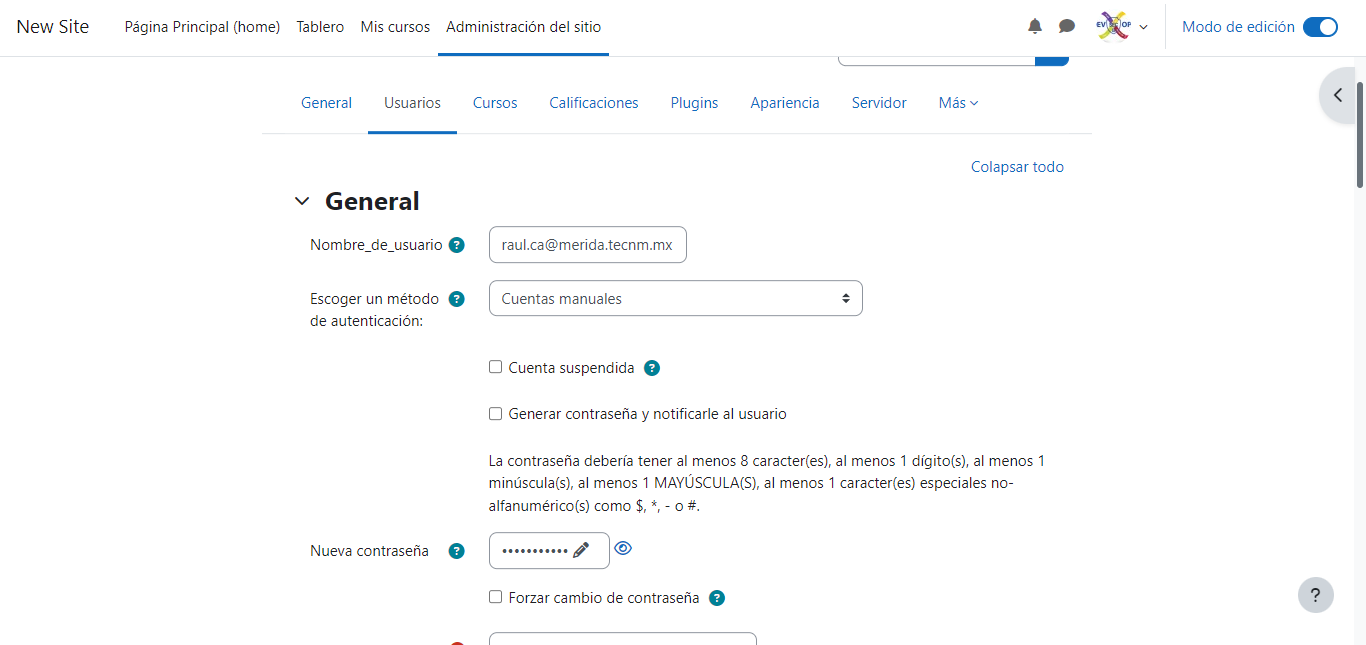 New Site Página Principal (home) Tablero Mis cursos Administración del sitio Modo de edición
General Usuarios Cursos Calificaciones Plugins Apariencia Servidor Más
Colapsar todo
General
Nombre_de_usuario ? raul.ca@merida.tecnm.mx
Escoger un método ? Cuentas manuales
de autenticación:
Cuenta suspendida ?
Generar contraseña y notificarle al usuario
La contraseña debería tener al menos 8 caracter(es), al menos 1 dígito(s), al menos 1
minúscula(s), al menos 1 MAYÚSCULA(S), al menos 1 caracter(es) especiales no-
alfanumérico(s) como $, *, - o #.
Nueva contraseña ? •••••••••••
Forzar cambio de contraseña ?
?